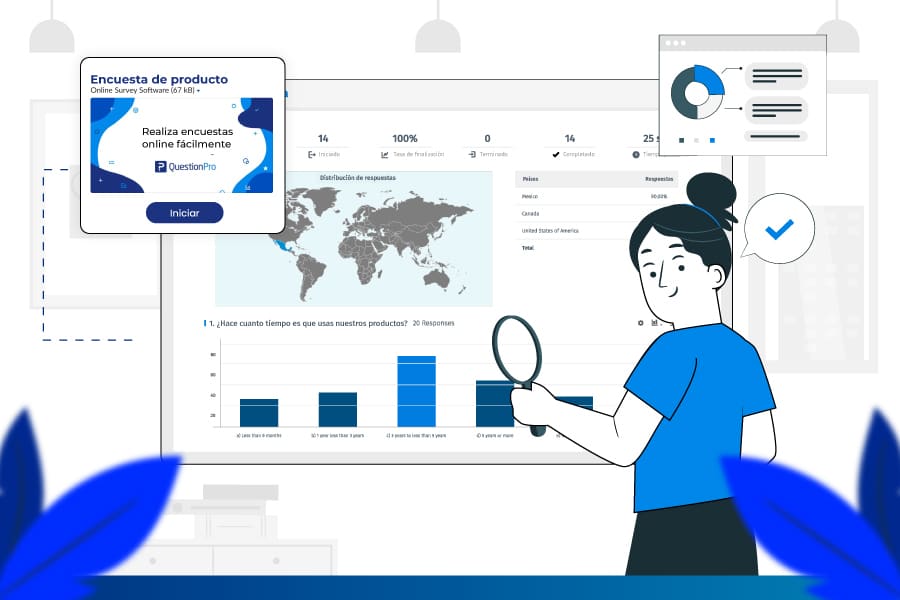 Encuesta de producto
Online Survey Software (67 kB) +
Realiza encuestas
online fácilmente
QuestionPro
Iniciar
14
100%
0
14
25 s
Iniciado
Tasa de finalización
Terminado
Completado
Tiemp
Distribución de respuestas
Países
Respuestas
Mexico
Canada
United States of America
Total
1. ¿Hace cuanto tiempo es que usas nuestros productos? 20 Responses
80
60
40
20